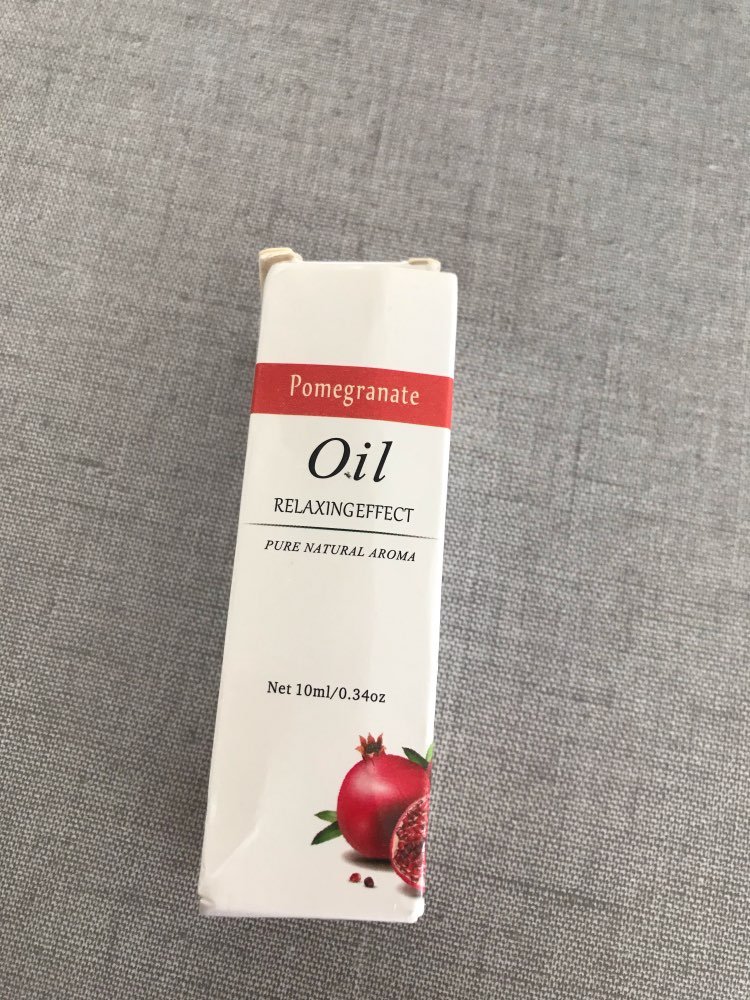 Pomegranate
Oil
RELAXINGEFFECT
PURE NATURAL AROMA
Net 10ml/0.34oz